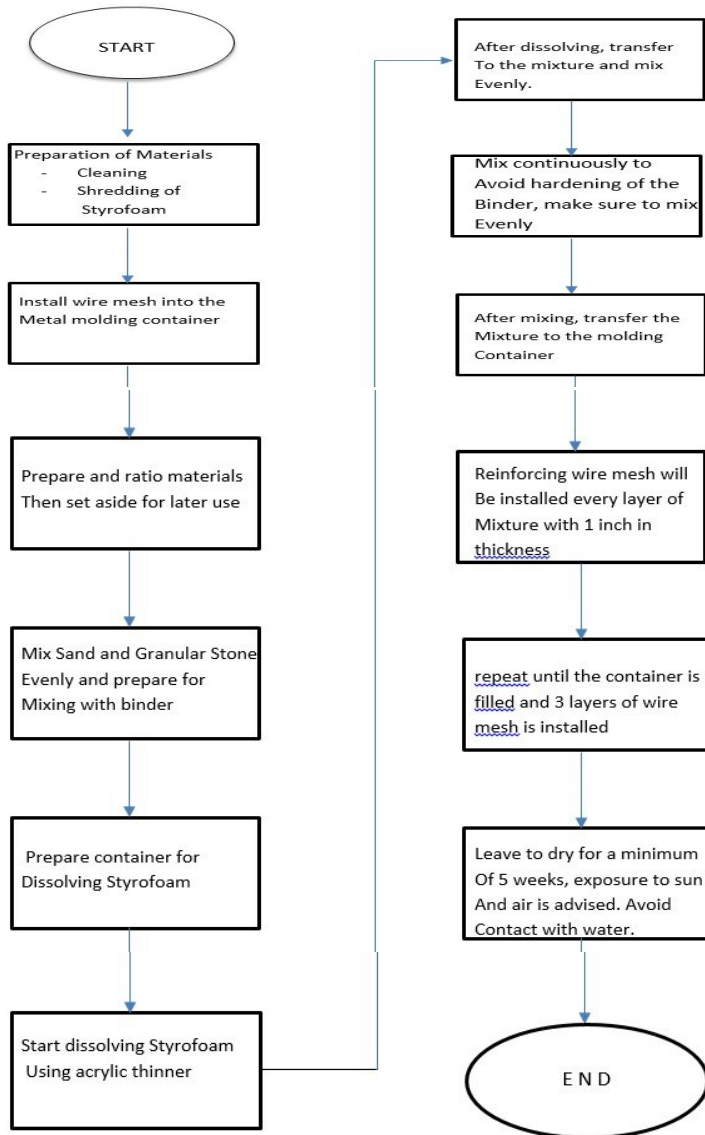 START
Preparation of Materials
- Cleaning
- Shredding of
Styrofoam
Install wire mesh into the
Metal molding container
Prepare and ratio materials
Then set aside for later use
Mix Sand and Granular Stone
Evenly and prepare for
Mixing with binder
Prepare container for
Dissolving Styrofoam
Start dissolving Styrofoam
Using acrylic thinner
After dissolving, transfer
To the mixture and mix
Evenly.
Mix continuously to
Avoid hardening of the
Binder, make sure to mix
Evenly
After mixing, transfer the
Mixture to the molding
Container
Reinforcing wire mesh will
Be installed every layer of
Mixture with 1 inch in
thickness
repeat until the container is
filled and 3 layers of wire
mesh is installed
Leave to dry for a minimum
Of 5 weeks, exposure to sun
And air is advised. Avoid
Contact with water.
E N D